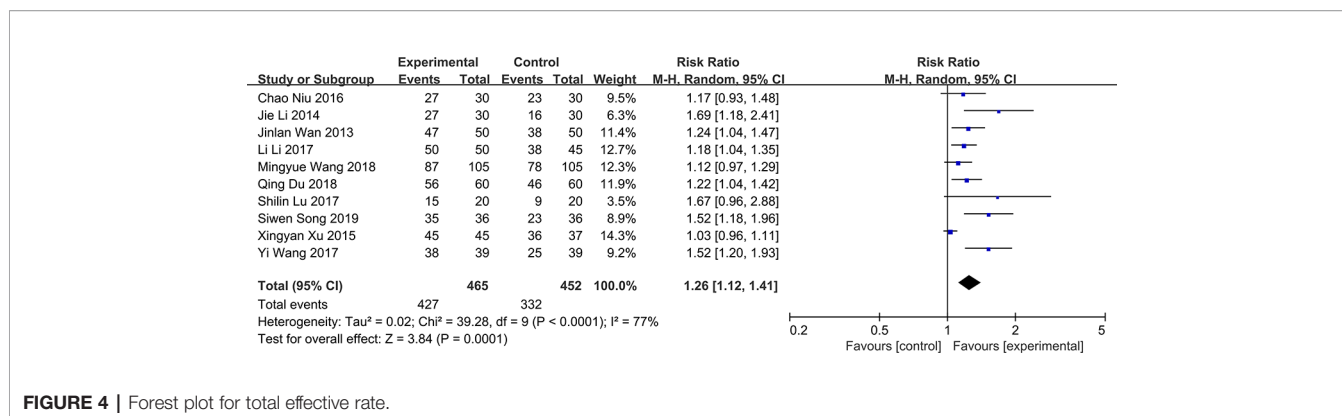 Experimental Control Risk Ratio Risk Ratio
Study or Subgroup Events Total Events Total Weight M-H, Random, 95% CI M-H, Random, 95% CI
Chao Niu 2016 27 30 23 30 9.5% 1.17 [0.93, 1.48]
Jie Li 2014 27 30 16 30 6.3% 1.69 [1.18, 2.41]
Jinlan Wan 2013 47 50 38 50 11.4% 1.24 [1.04, 1.47]
Li Li 2017 50 50 38 45 12.7% 1.18 [1.04, 1.35]
Mingyue Wang 2018 87 105 78 105 12.3% 1.12 [0.97, 1.29]
Qing Du 2018 56 60 46 60 11.9% 1.22 [1.04, 1.42]
Shilin Lu 2017 15 20 9 20 3.5% 1.67 [0.96, 2.88]
Siwen Song 2019 35 36 23 36 8.9% 1.52 [1.18, 1.96]
Xingyan Xu 2015 45 45 36 37 14.3% 1.03 [0.96, 1.11]
Yi Wang 2017 38 39 25 39 9.2% 1.52 [1.20, 1.93]
Total (95% CI) 465 452 100.0% 1.26 [1.12, 1.41]
Total events 427 332
Heterogeneity: Tau² = 0.02; Chi² = 39.28, df = 9 (P < 0.0001); I² = 77%
Test for overall effect: Z = 3.84 (P = 0.0001)
0.2 0.5 1 2 5
Favours [control] Favours [experimental]
FIGURE 4 | Forest plot for total effective rate.